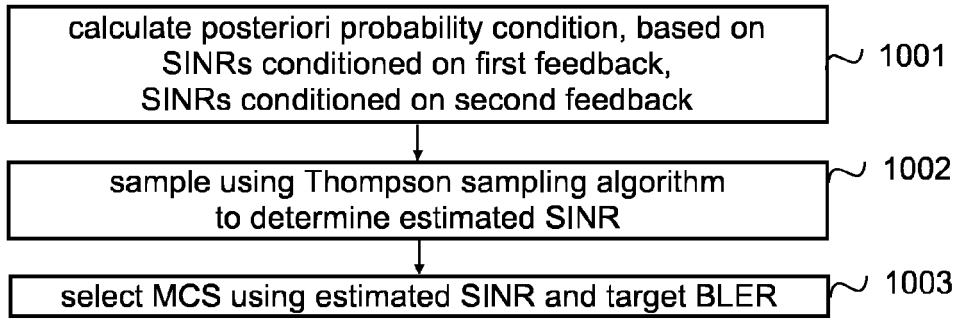 calculate posteriori probability condition, based on
SINRs conditioned on first feedback,
SINRs conditioned on second feedback
1001
sample using Thompson sampling algorithm
to determine estimated SINR
1002
select MCS using estimated SINR and target BLER
1003